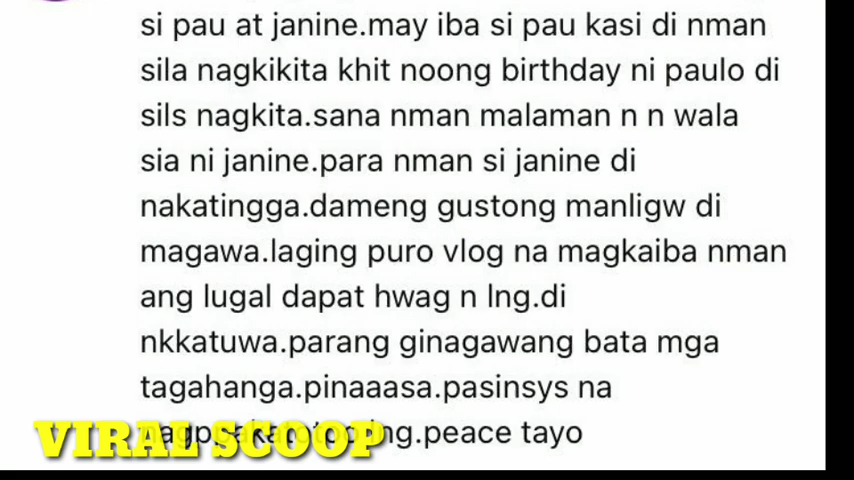 si pau at janine.may iba si pau kasi di nman
sila nagkikita khit noong birthday ni paulo di
sils nagkita.sana nman malaman n n wala
sia ni janine.para nman si janine di
nakatingga.dameng gustong manligw di
magawa.laging puro vlog na magkaiba nman
ang lugal dapat hwag n lng.di
nkkatuwa.parang ginagawang bata mga
tagahanga.pinaaasa.pasinsys na
lng.peace tayo
VIRAL SCOOP